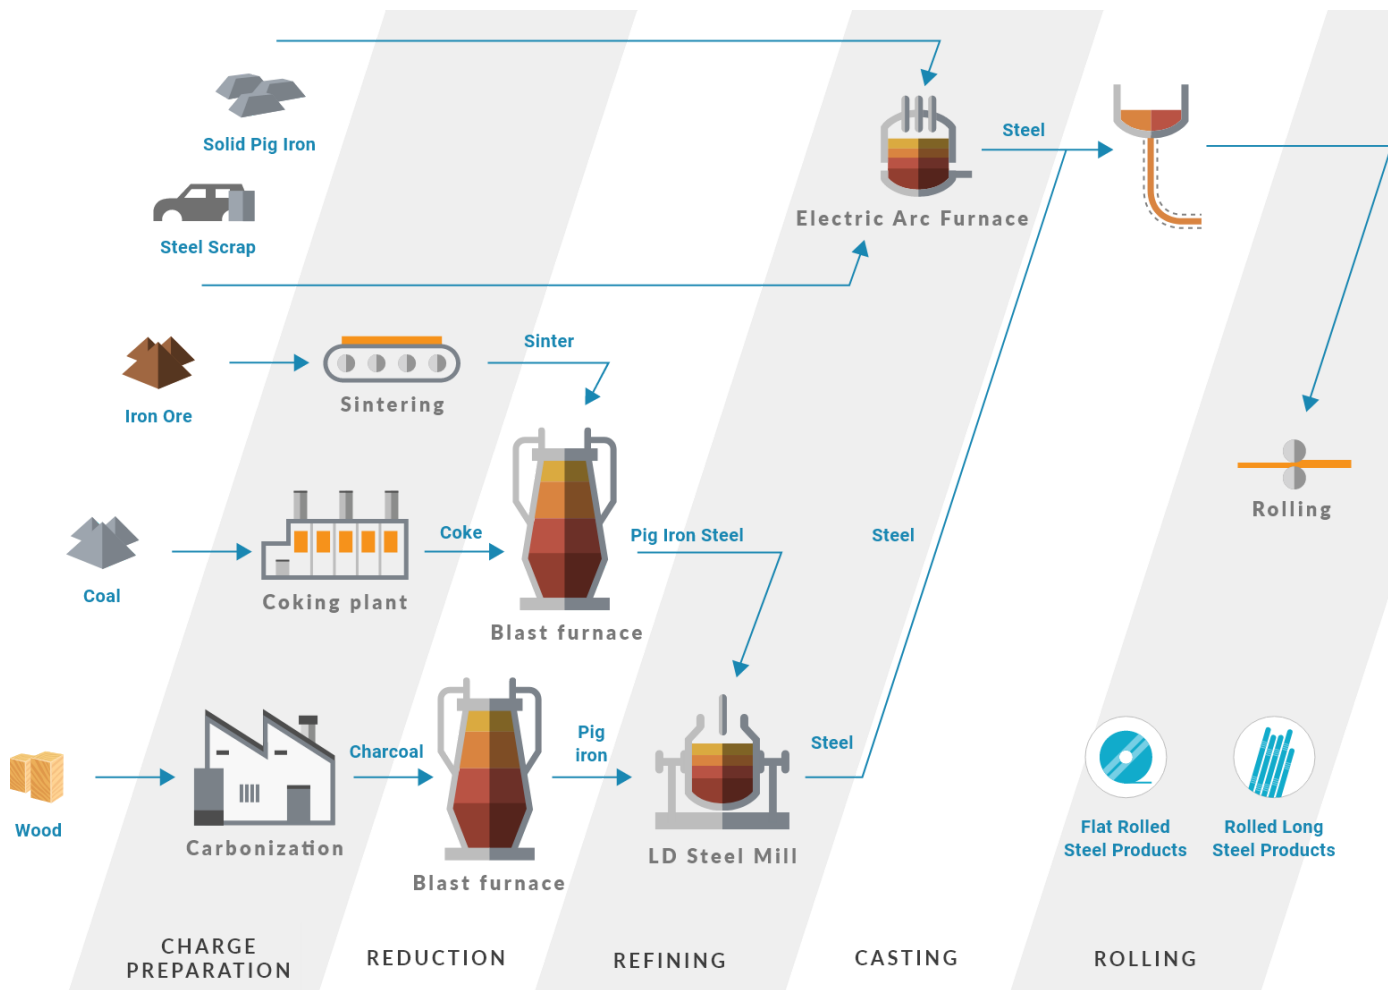 Solid Pig Iron
Steel Scrap
Steel
Electric Arc Furnace
Iron Ore
Sintering
Sinter
Rolling
Coal
Coking plant
Coke
Blast furnace
Pig Iron Steel
Steel
Wood
Carbonization
Charcoal
Blast furnace
Pig
iron
LD Steel Mill
Steel
Flat Rolled
Steel Products
Rolled Long
Steel Products
CHARGE
PREPARATION
REDUCTION
REFINING
CASTING
ROLLING